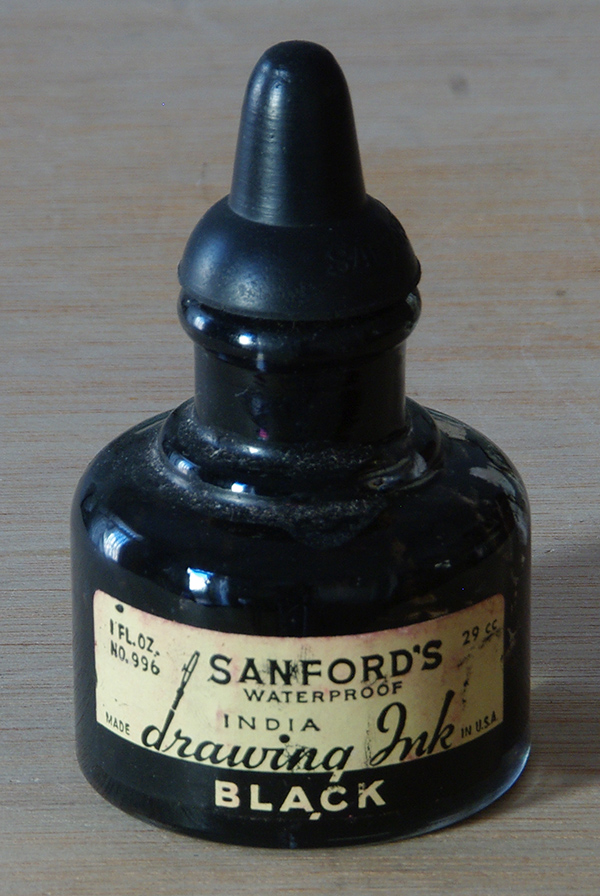 1 FL. OZ.
NO. 996
29 cc
SANFORD'S
WATERPROOF
INDIA
MADE
drawing Ink
IN U.S.A.
BLACK